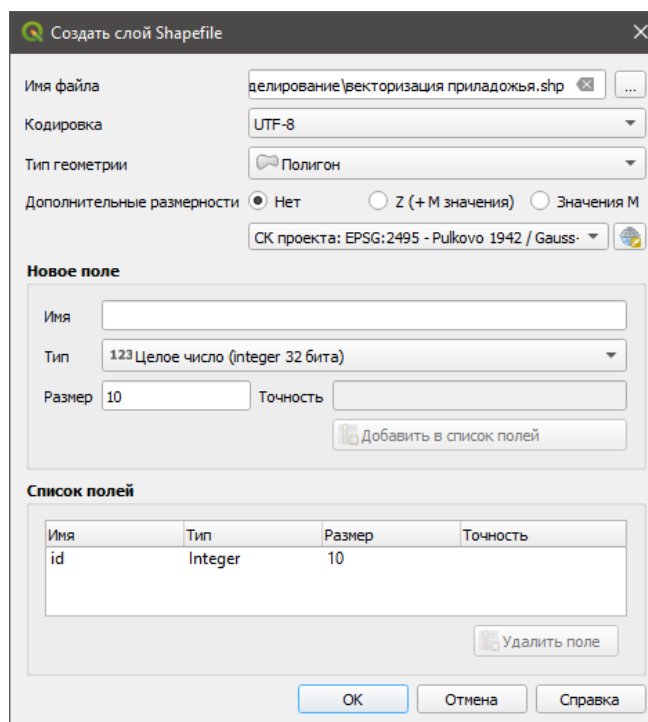 Создать слой Shapefile
Имя файла делирование\векторизация приладожья.shp ...
Кодировка UTF-8
Тип геометрии Полигон
Дополнительные размерности Нет Z (+ M значения) Значения M
СК проекта: EPSG:2495 - Pulkovo 1942 / Gauss-
Новое поле
Имя
Тип 123 Целое число (integer 32 бита)
Размер 10 Точность
Добавить в список полей
Список полей
Имя Тип Размер Точность
id Integer 10
Удалить поле
OK Отмена Справка